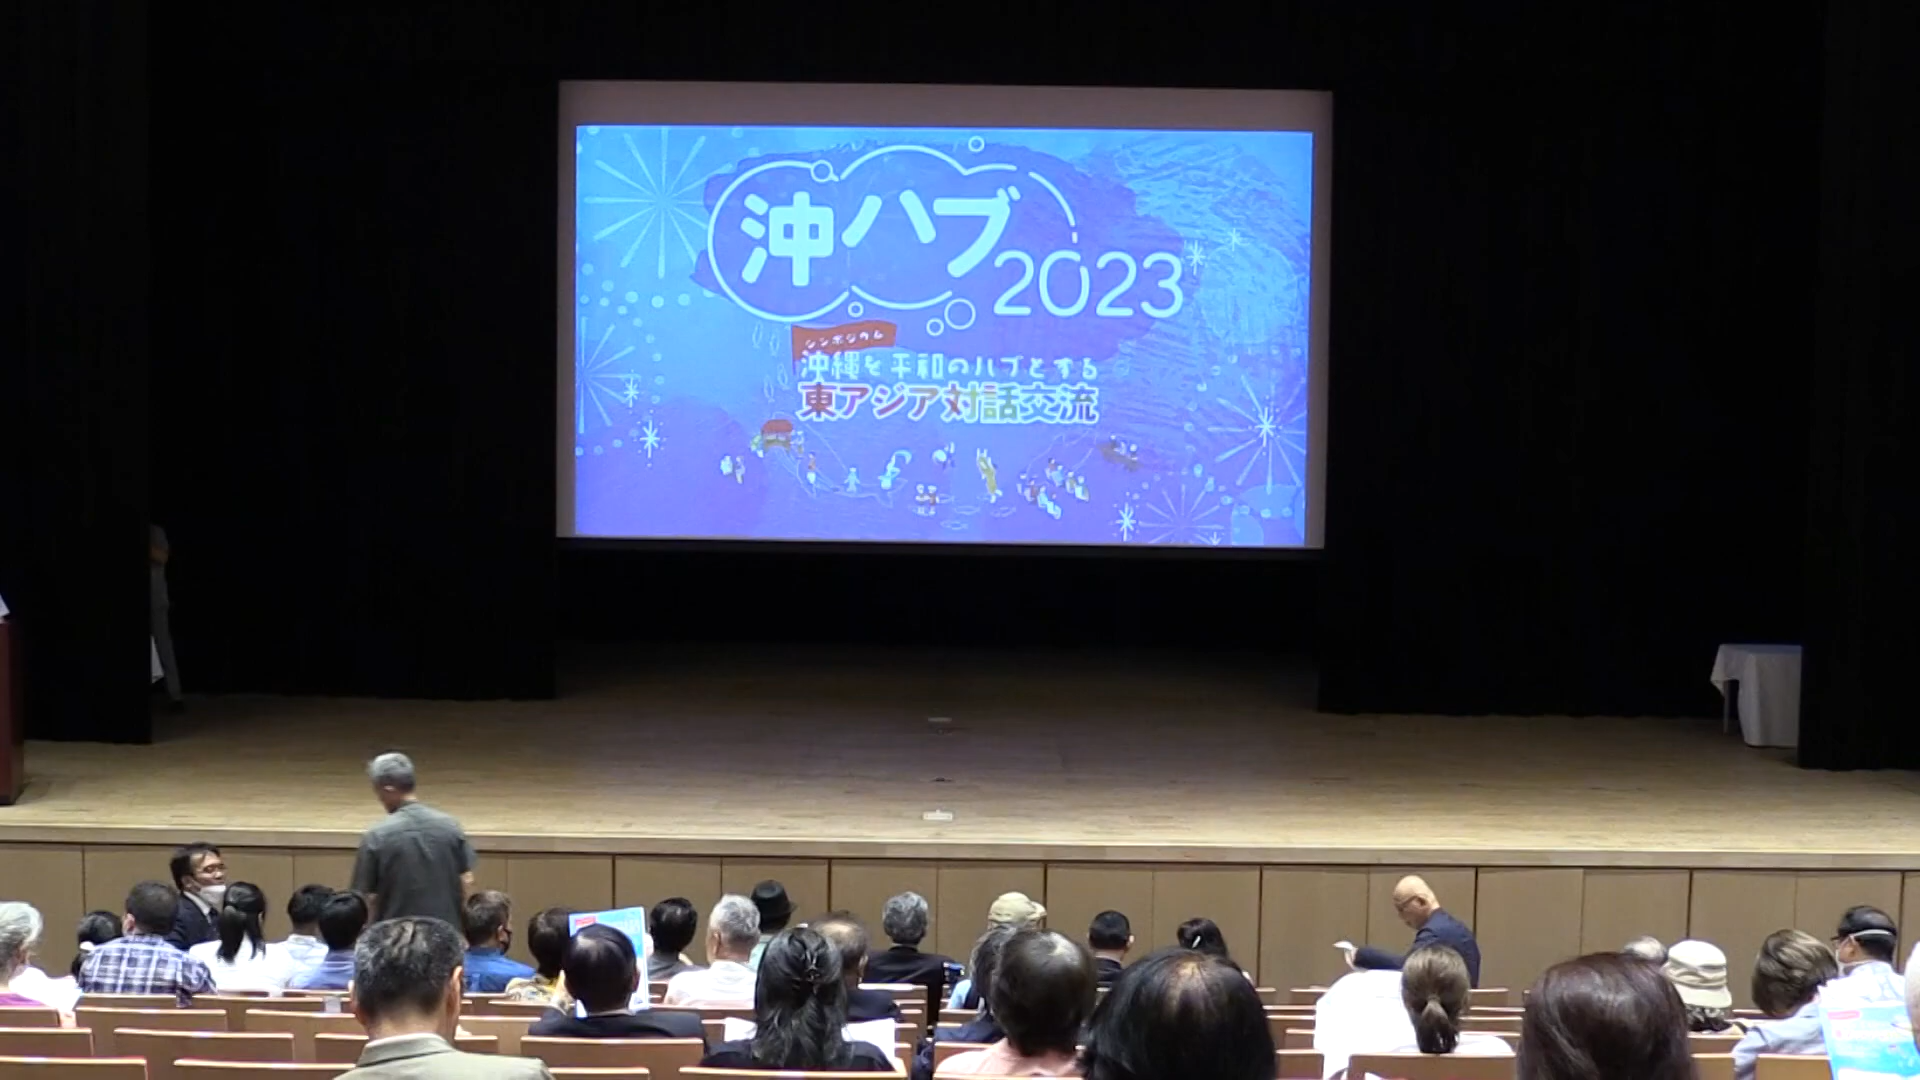 沖ハブ
2023
シンポジウム
沖縄を平和のハブとする
東アジア対話交流